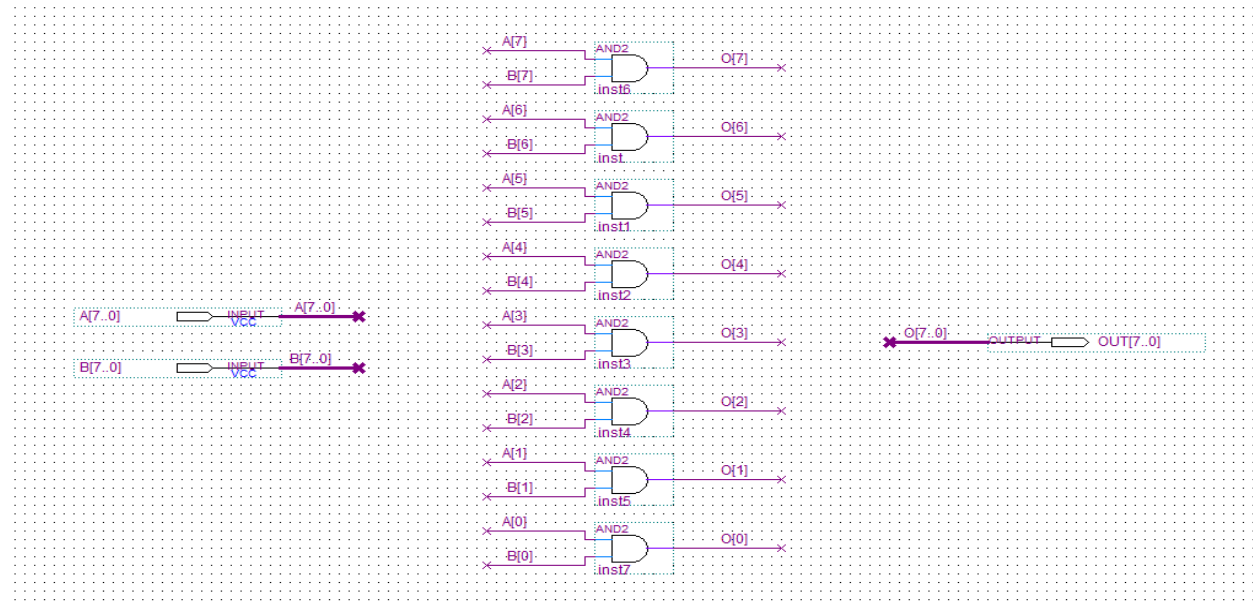 A[7]
AND2
O[7]
B[7]
inst6
A[6]
AND2
O[6]
B[6]
inst
A[5]
AND2
O[5]
B[5]
inst1
A[4]
AND2
O[4]
B[4]
inst2
A[7..0] INPUT VCC A[7..0]
A[3]
AND2
O[3]
B[3]
inst3
O[7..0] OUTPUT OUT[7..0]
B[7..0] INPUT VCC B[7..0]
A[2]
AND2
O[2]
B[2]
inst4
A[1]
AND2
O[1]
B[1]
inst5
A[0]
AND2
O[0]
B[0]
inst7